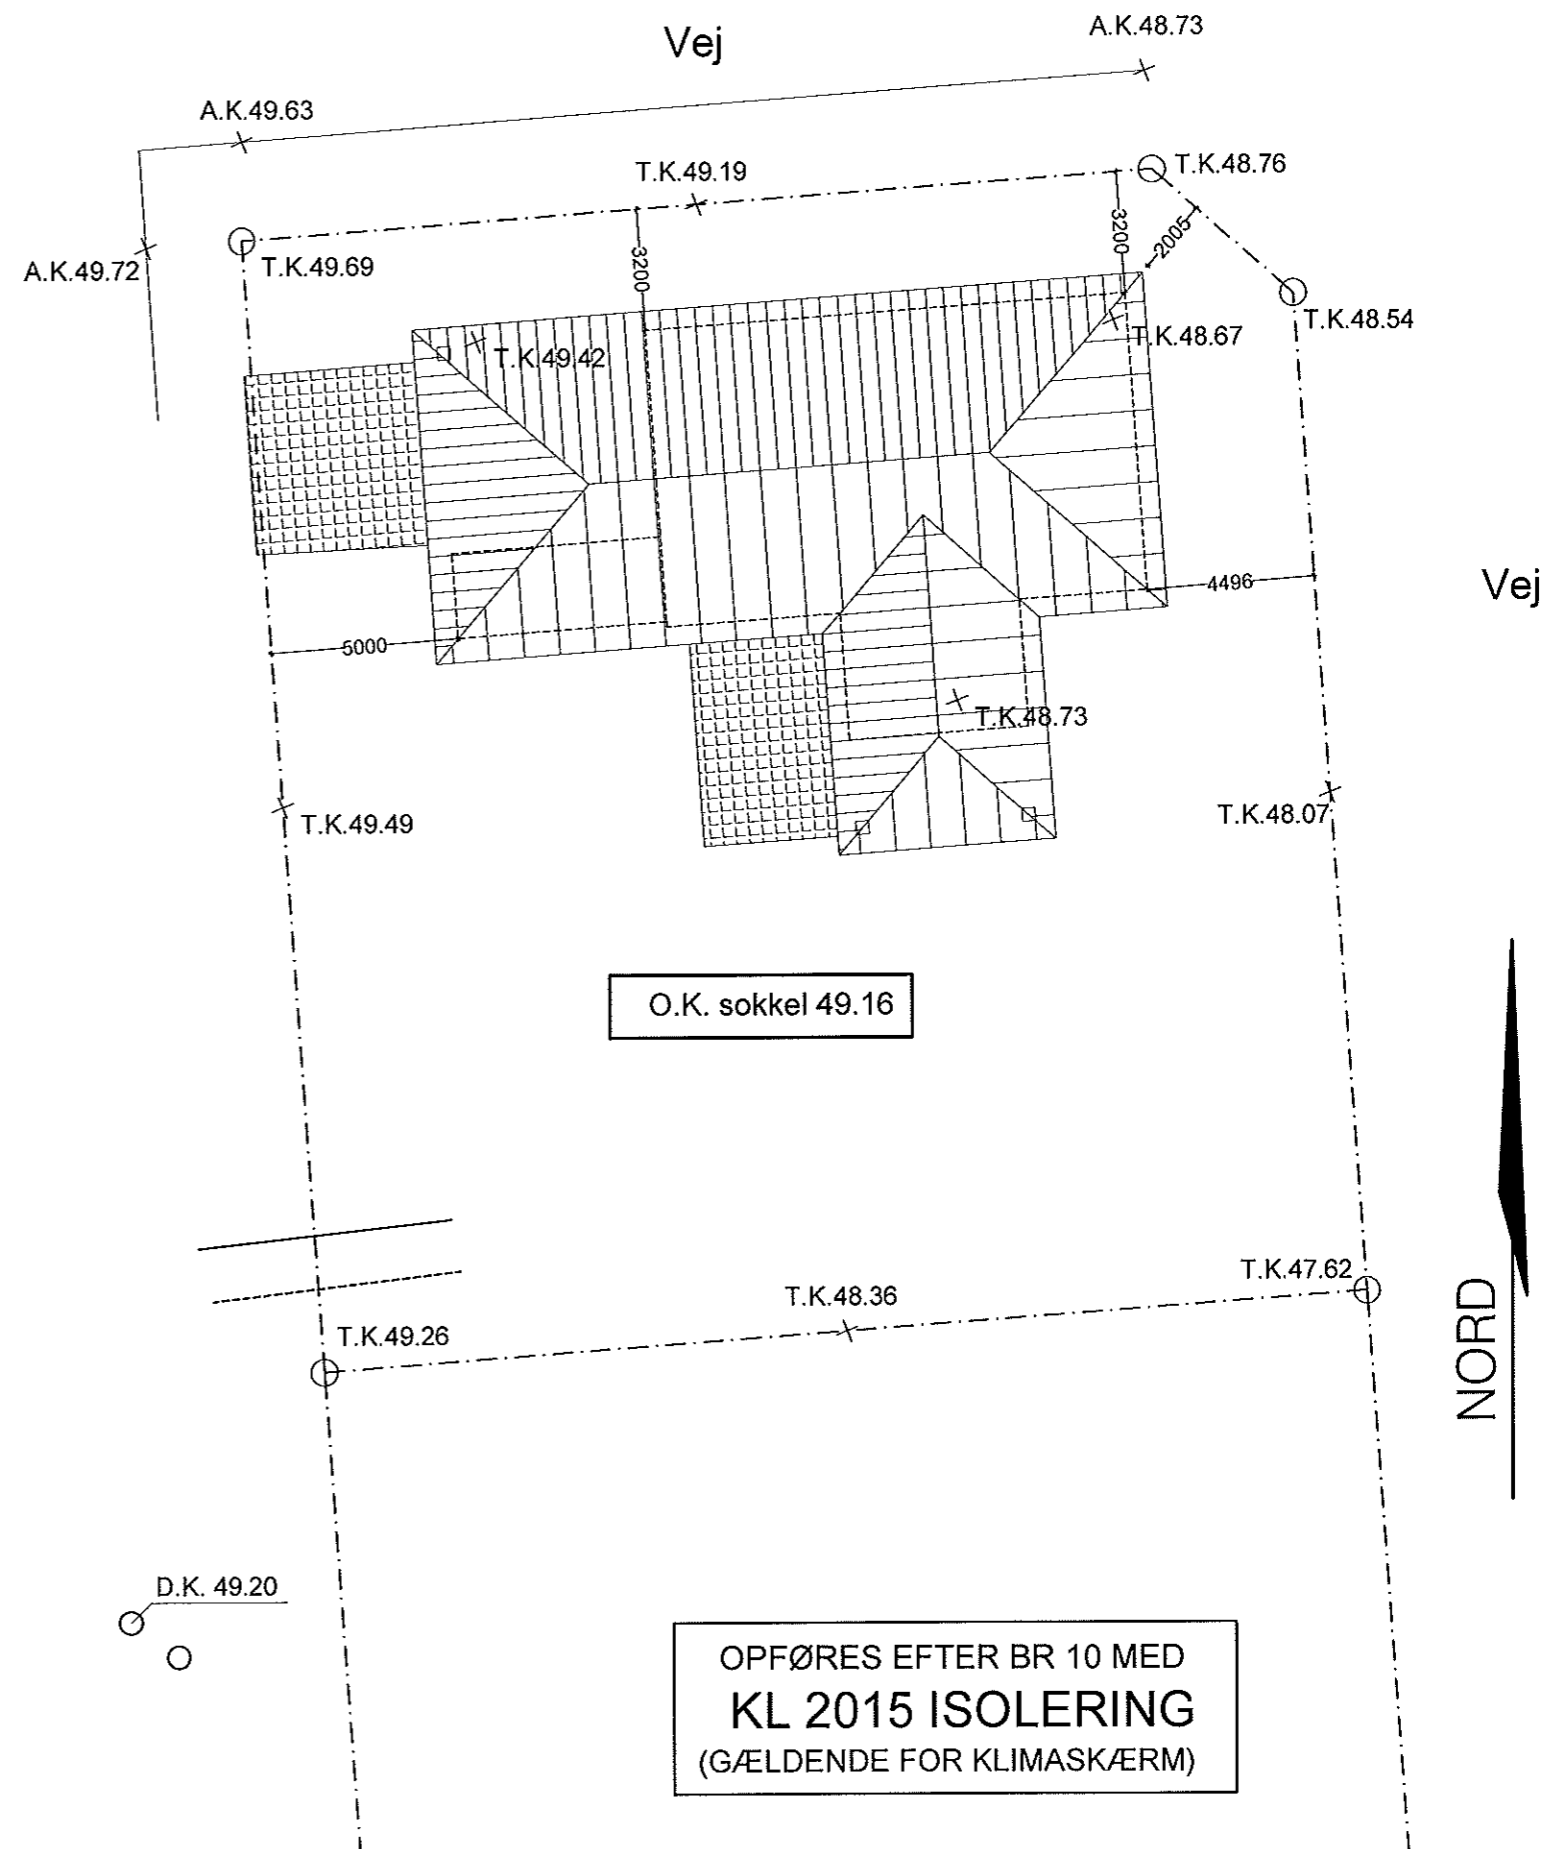 Vej
A.K.48.73
A.K.49.63
T.K.49.19
T.K.48.76
A.K.49.72
T.K.49.69
3200
3200
2005
T.K.48.54
T.K.49.42
T.K.48.67
Vej
4496
5000
T.K.48.73
T.K.49.49
T.K.48.07
O.K. sokkel 49.16
T.K.47.62
T.K.48.36
T.K.49.26
NORD
D.K. 49.20
OPFØRES EFTER BR 10 MED
KL 2015 ISOLERING
(GÆLDENDE FOR KLIMASKÆRM)